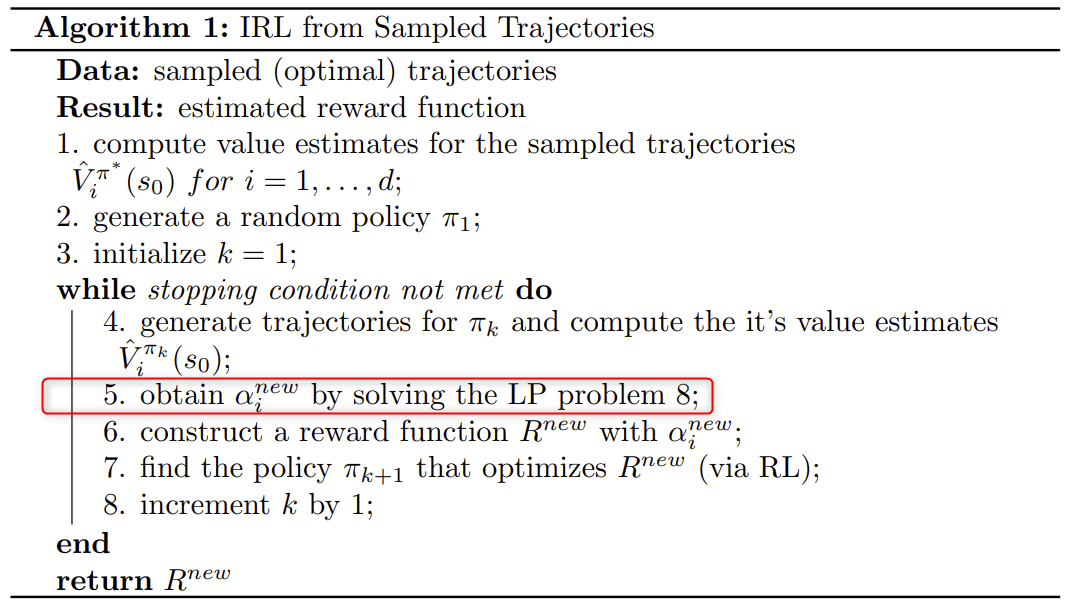 Algorithm 1: IRL from Sampled Trajectories
Data: sampled (optimal) trajectories
Result: estimated reward function
1. compute value estimates for the sampled trajectories
$\hat{V}_i^{\pi^*}(s_0)$ for $i = 1, \ldots, d$;
2. generate a random policy $\pi_1$;
3. initialize $k = 1$;
while stopping condition not met do
4. generate trajectories for $\pi_k$ and compute the it's value estimates
$\hat{V}_i^{\pi_k}(s_0)$;
5. obtain $\alpha_i^{new}$ by solving the LP problem 8;
6. construct a reward function $R^{new}$ with $\alpha_i^{new}$;
7. find the policy $\pi_{k+1}$ that optimizes $R^{new}$ (via RL);
8. increment $k$ by 1;
end
return $R^{new}$